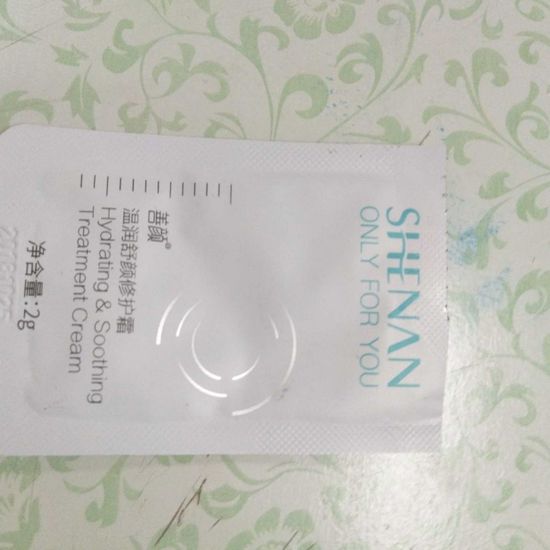 SHENAN
ONLY FOR YOU
善颜®
温润舒颜修护霜
Hydrating & Soothing
Treatment Cream
净含量:2g